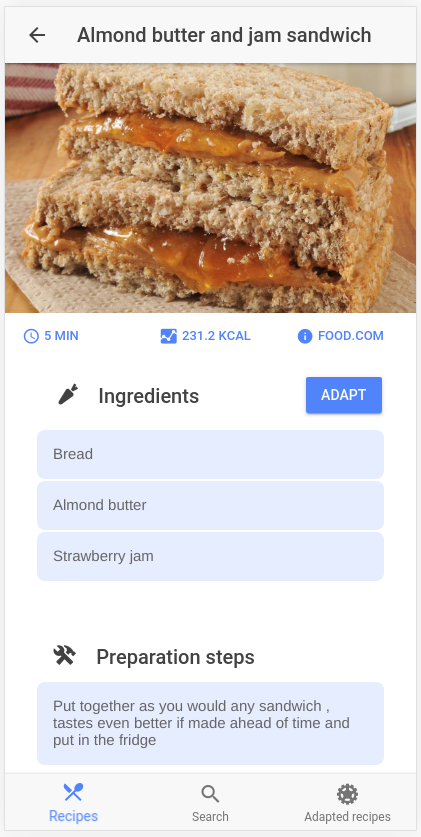 Almond butter and jam sandwich
5 MIN
231.2 KCAL
FOOD.COM
Ingredients
ADAPT
Bread
Almond butter
Strawberry jam
Preparation steps
Put together as you would any sandwich ,
tastes even better if made ahead of time and
put in the fridge
Recipes
Search
Adapted recipes